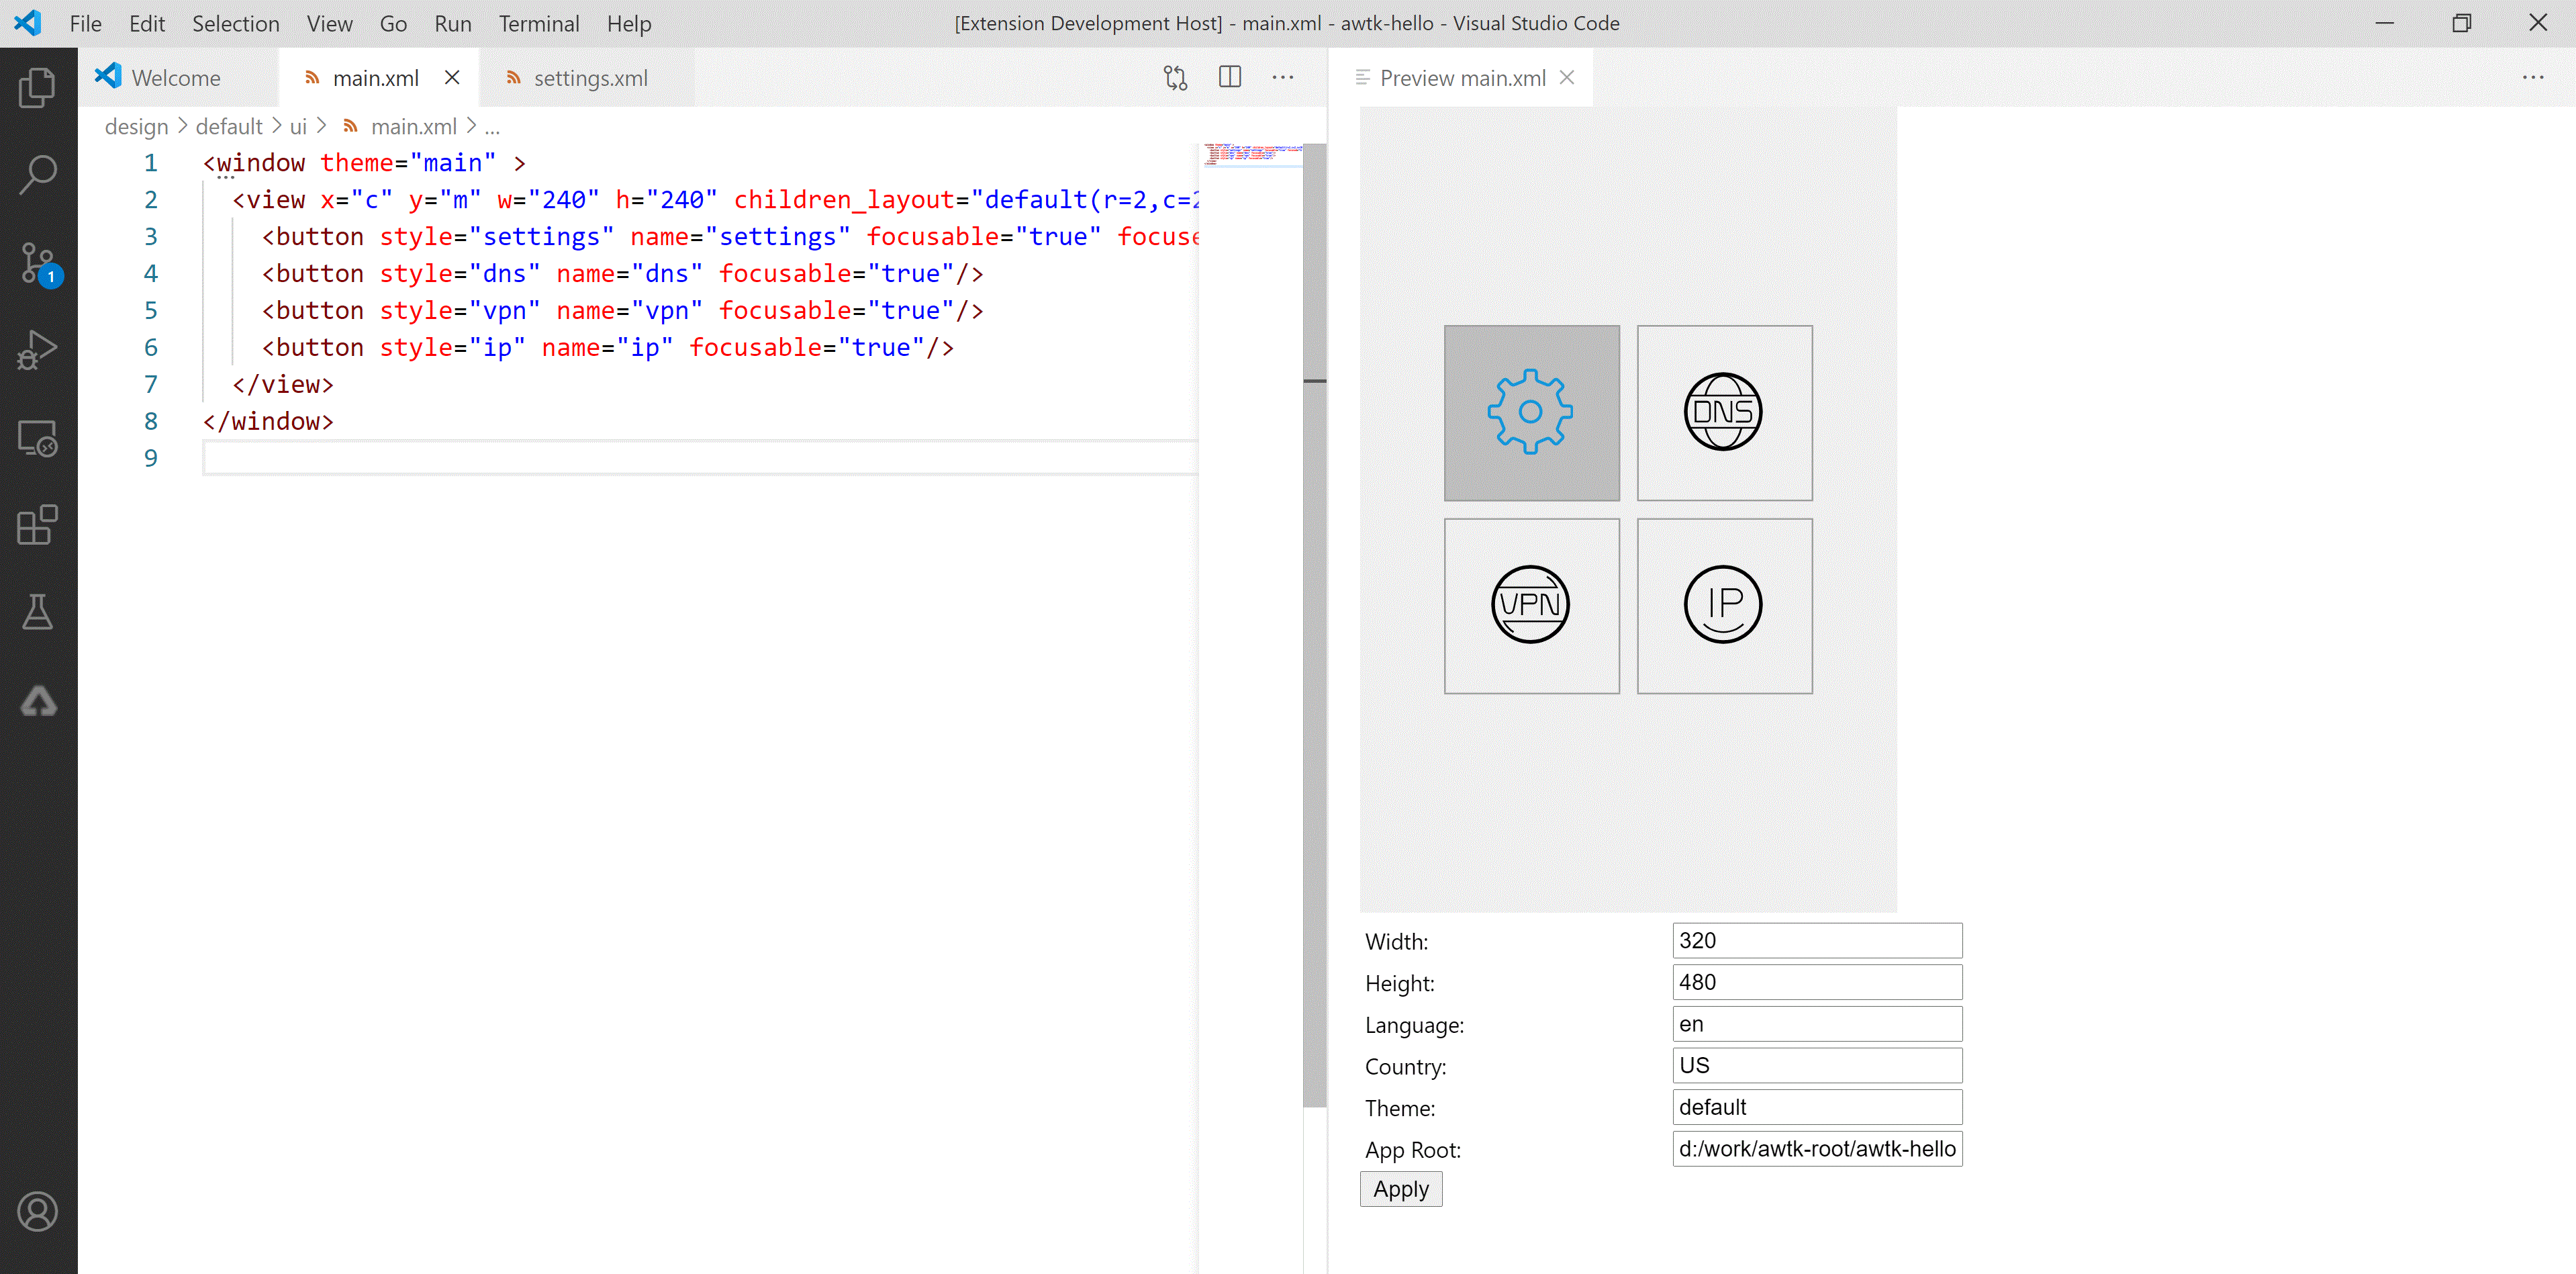 File Edit Selection View Go Run Terminal Help [Extension Development Host] - main.xml - awtk-hello - Visual Studio Code
Welcome main.xml settings.xml
Preview main.xml
design > default > ui > main.xml > ...
1 <window theme="main" >
2 <view x="c" y="m" w="240" h="240" children_layout="default(r=2,c=2
3 <button style="settings" name="settings" focusable="true" focuse
4 <button style="dns" name="dns" focusable="true"/>
5 <button style="vpn" name="vpn" focusable="true"/>
6 <button style="ip" name="ip" focusable="true"/>
7 </view>
8 </window>
9
1
DNS
VPN IP
Width: 320
Height: 480
Language: en
Country: US
Theme: default
App Root: d:/work/awtk-root/awtk-hello
Apply